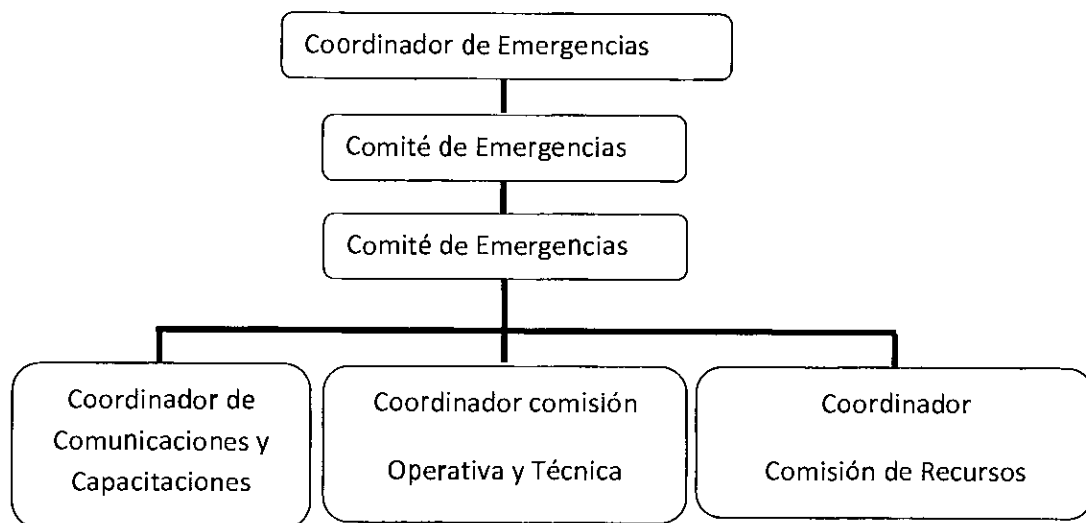 Coordinador de Emergencias
Comité de Emergencias
Comité de Emergencias
Coordinador de
Comunicaciones y
Capacitaciones
Coordinador comisión
Operativa y Técnica
Coordinador
Comisión de Recursos